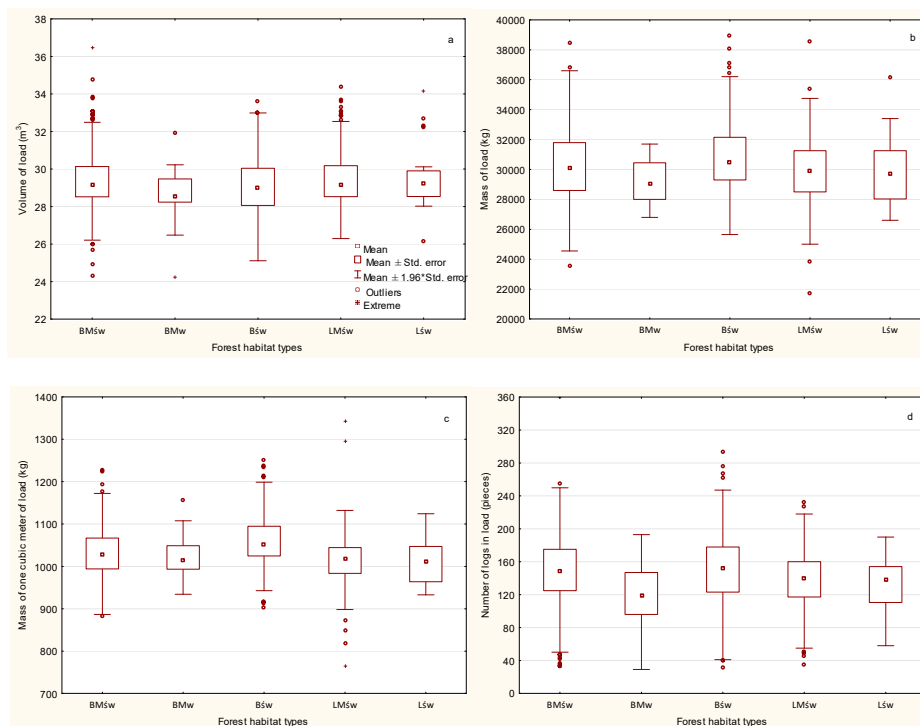 38
36
34
32
30
28
26
24
22
Volume of load (m³)
a
Mean
Mean ± Std. error
Mean ± 1.96*Std. error
Outliers
Extreme
BMśw BMw Bśw LMśw Lśw
Forest habitat types
40000
38000
36000
34000
32000
30000
28000
26000
24000
22000
20000
Mass of load (kg)
b
BMśw BMw Bśw LMśw Lśw
Forest habitat types
1400
1300
1200
1100
1000
900
800
700
Mass of one cubic meter of load (kg)
c
BMśw BMw Bśw LMśw Lśw
Forest habitat types
360
320
280
240
200
160
120
80
40
0
Number of logs in load (pieces)
d
BMśw BMw Bśw LMśw Lśw
Forest habitat types